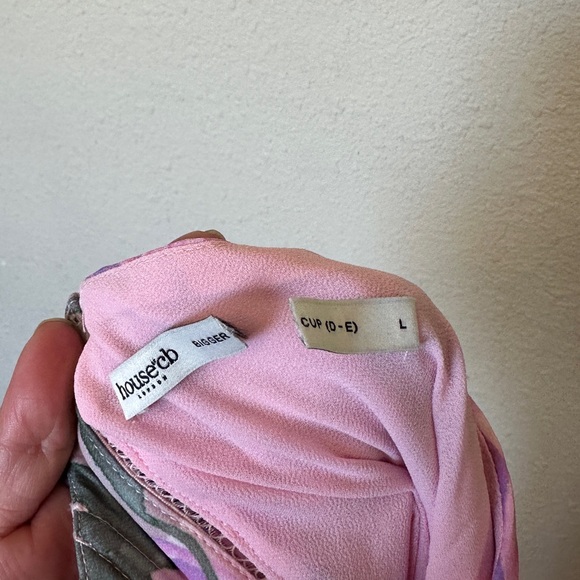 house of cb
LONDON
BIGGER
CUP (D-E) L